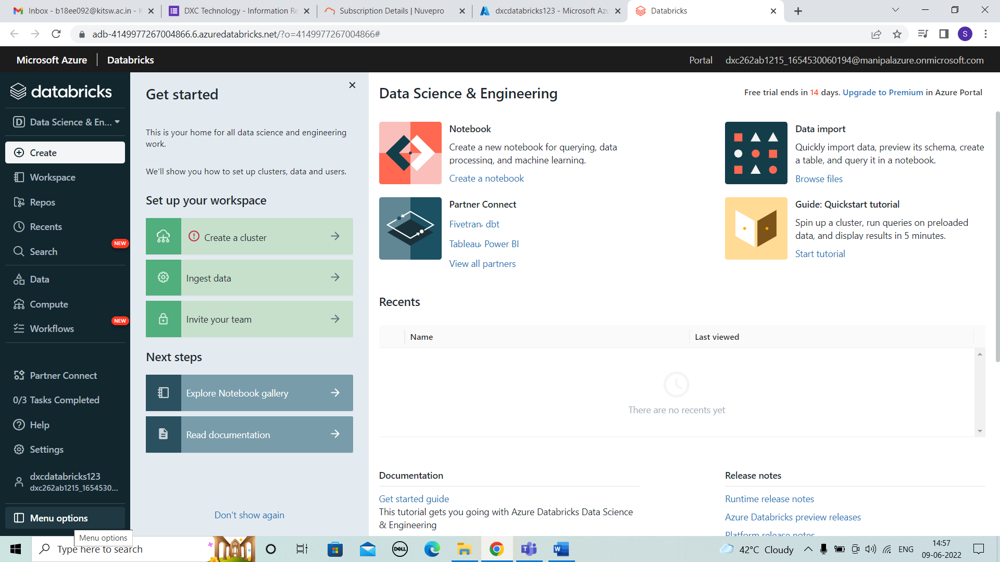 Inbox - b18ee092@kitsw.ac.in - K
DXC Technology - Information Re
Subscription Details | Nuvepro
dxcdatabricks123 - Microsoft Azu
Databricks
adb-4149977267004866.6.azuredatabricks.net/?o=4149977267004866#
S
Microsoft Azure
Databricks
Portal
dxc262ab1215_1654530060194@manipalazure.onmicrosoft.com
databricks
D Data Science & En...
Create
Workspace
Repos
Recents
NEW
Search
Data
Compute
NEW
Workflows
Partner Connect
0/3 Tasks Completed
Help
Settings
dxcdatabricks123
dxc262ab1215_1654530...
Menu options
Menu options
Get started
This is your home for all data science and engineering
work.
We'll show you how to set up clusters, data and users.
Set up your workspace
Create a cluster
Ingest data
Invite your team
Next steps
Explore Notebook gallery
Read documentation
Don't show again
Data Science & Engineering
Free trial ends in 14 days. Upgrade to Premium in Azure Portal
Notebook
Create a new notebook for querying, data
processing, and machine learning.
Create a notebook
Data import
Quickly import data, preview its schema, create
a table, and query it in a notebook.
Browse files
Partner Connect
Fivetran, dbt
Tableau, Power BI
View all partners
Guide: Quickstart tutorial
Spin up a cluster, run queries on preloaded
data, and display results in 5 minutes.
Start tutorial
Recents
Name
Last viewed
There are no recents yet
Documentation
Get started guide
This tutorial gets you going with Azure Databricks Data Science
& Engineering
Release notes
Runtime release notes
Azure Databricks preview releases
Platform release notes
Type here to search
DELL
42°C Cloudy
ENG
14:57
09-06-2022